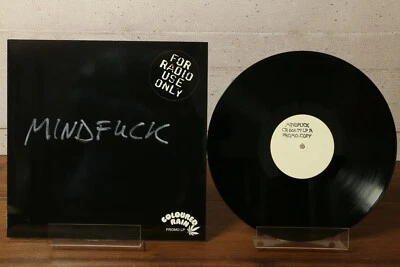 FOR
RADIO
USE
ONLY
MINDFUCK
COLOURED
RAIN
PROMO LP
MINDFUCK
PROMO COPY